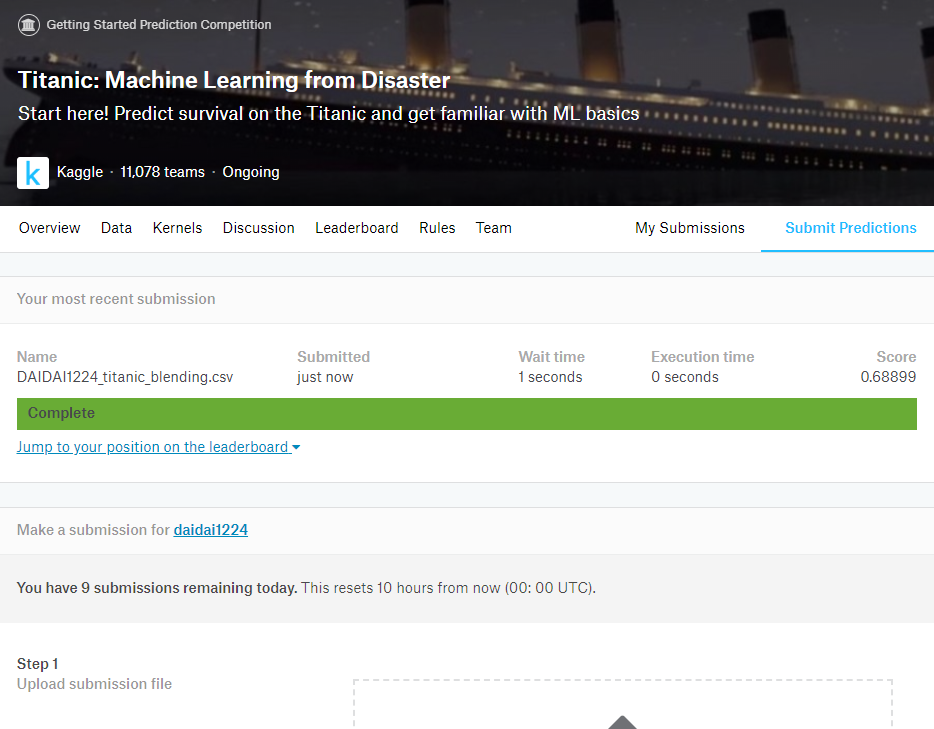 Getting Started Prediction Competition
Titanic: Machine Learning from Disaster
Start here! Predict survival on the Titanic and get familiar with ML basics
k Kaggle · 11,078 teams · Ongoing
Overview Data Kernels Discussion Leaderboard Rules Team My Submissions Submit Predictions
Your most recent submission
Name Submitted Wait time Execution time Score
DAIDAI1224_titanic_blending.csv just now 1 seconds 0 seconds 0.68899
Complete
Jump to your position on the leaderboard
Make a submission for daidai1224
You have 9 submissions remaining today. This resets 10 hours from now (00: 00 UTC).
Step 1
Upload submission file